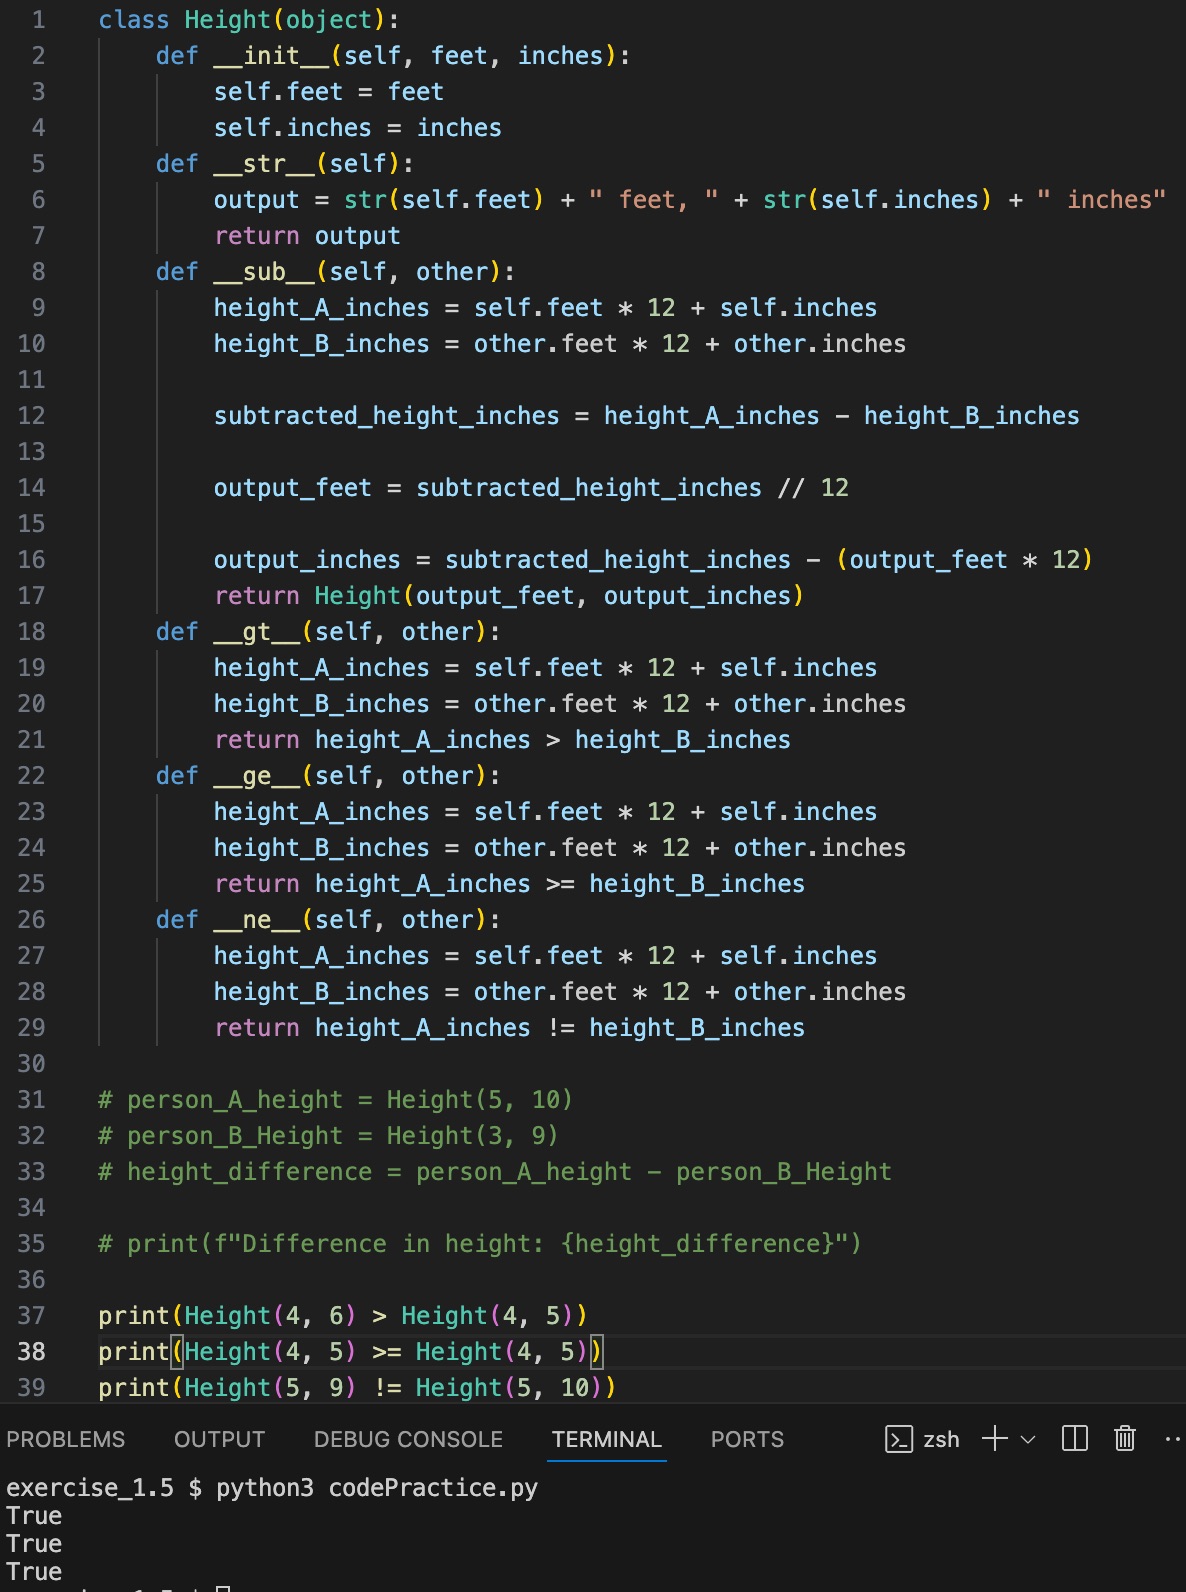 1 class Height(object):
2     def __init__(self, feet, inches):
3         self.feet = feet
4         self.inches = inches
5     def __str__(self):
6         output = str(self.feet) + " feet, " + str(self.inches) + " inches"
7         return output
8     def __sub__(self, other):
9         height_A_inches = self.feet * 12 + self.inches
10         height_B_inches = other.feet * 12 + other.inches
11
12         subtracted_height_inches = height_A_inches - height_B_inches
13
14         output_feet = subtracted_height_inches // 12
15
16         output_inches = subtracted_height_inches - (output_feet * 12)
17         return Height(output_feet, output_inches)
18     def __gt__(self, other):
19         height_A_inches = self.feet * 12 + self.inches
20         height_B_inches = other.feet * 12 + other.inches
21         return height_A_inches > height_B_inches
22     def __ge__(self, other):
23         height_A_inches = self.feet * 12 + self.inches
24         height_B_inches = other.feet * 12 + other.inches
25         return height_A_inches >= height_B_inches
26     def __ne__(self, other):
27         height_A_inches = self.feet * 12 + self.inches
28         height_B_inches = other.feet * 12 + other.inches
29         return height_A_inches != height_B_inches
30
31 # person_A_height = Height(5, 10)
32 # person_B_Height = Height(3, 9)
33 # height_difference = person_A_height - person_B_Height
34
35 # print(f"Difference in height: {height_difference}")
36
37 print(Height(4, 6) > Height(4, 5))
38 print(Height(4, 5) >= Height(4, 5))
39 print(Height(5, 9) != Height(5, 10))
PROBLEMS OUTPUT DEBUG CONSOLE TERMINAL PORTS zsh
exercise_1.5 $ python3 codePractice.py
True
True
True